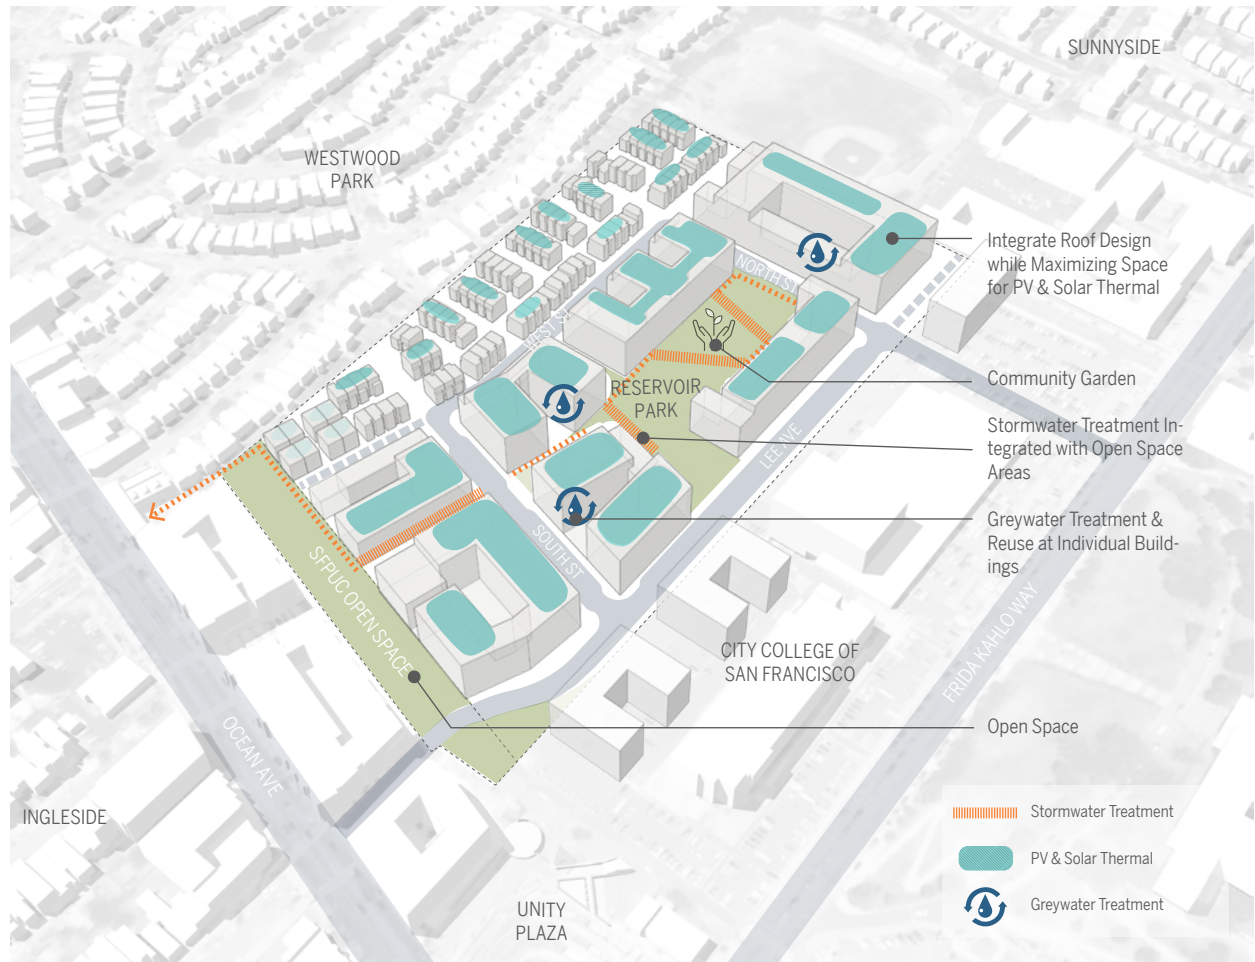 SUNNYSIDE
WESTWOOD
PARK
Integrate Roof Design
while Maximizing Space
for PV & Solar Thermal
NORTH ST
WEST ST
Community Garden
RESERVOIR
PARK
Stormwater Treatment In-
tegrated with Open Space
Areas
LEE AVE
Greywater Treatment &
Reuse at Individual Build-
ings
SOUTH ST
SFPUC OPEN SPACE
FRIDA KAHLO WAY
CITY COLLEGE OF
SAN FRANCISCO
Open Space
OCEAN AVE
INGLESIDE
UNITY
PLAZA
Stormwater Treatment
PV & Solar Thermal
Greywater Treatment